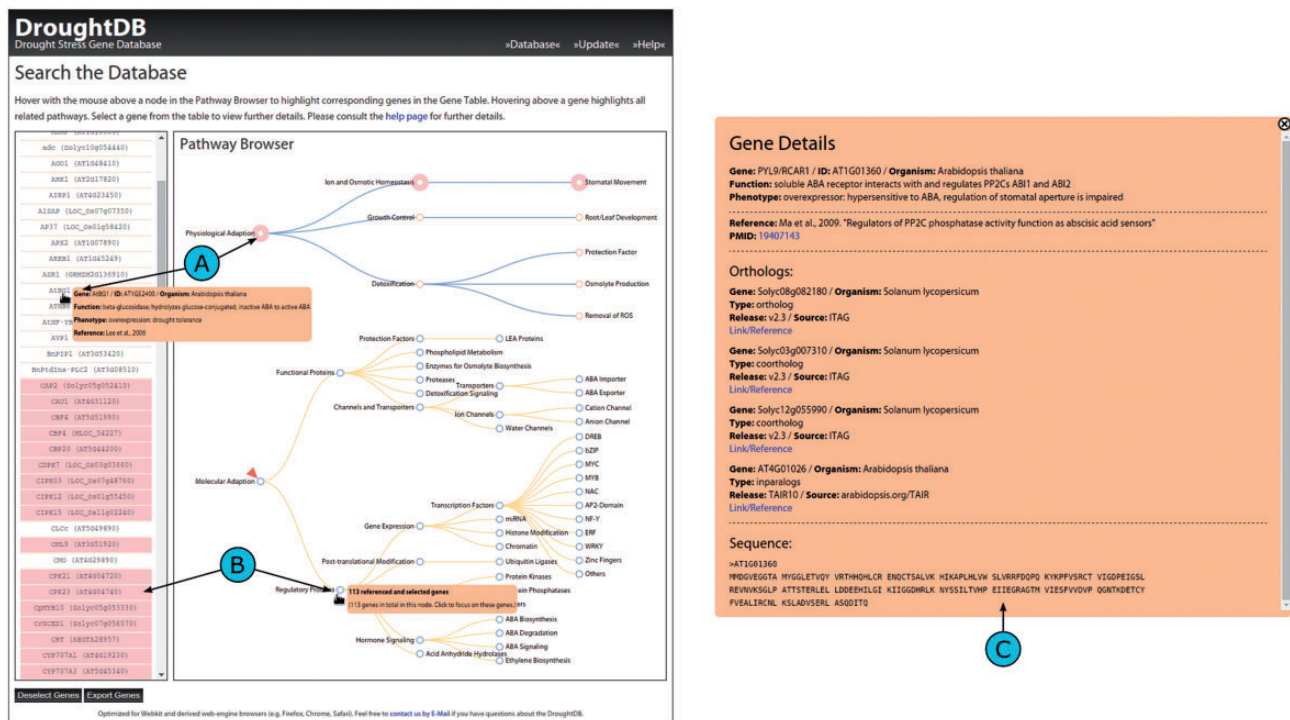 DroughtDB
Drought Stress Gene Database
»Database« »Update« »Help«
Search the Database
Hover with the mouse above a node in the Pathway Browser to highlight corresponding genes in the Gene Table. Hovering above a gene highlights all
related pathways. Select a gene from the table to view further details. Please consult the help page for further details.
adc (Solyc10g054440)
AGO1 (AT1G48410)
AHK1 (AT2G17820)
AIRP1 (AT4G23450)
AlSAP (LOC_Os07g07350)
AP37 (LOC_Os01g58420)
APX2 (AT1G07890)
AREB1 (AT1G45249)
ASR1 (GRMZM2G136910)
AtBG1
AVP1
BnPIP1 (AT3G53420)
BnPtdIns-PLC2 (AT3G08510)
CAP2 (Solyc05g052410)
CAU1 (AT4G31120)
CBF4 (AT5G51990)
CBF4 (MLOC_54227)
CBP20 (AT5G44200)
CDPK7 (LOC_Os03g03660)
CIPK03 (LOC_Os07g48760)
CIPK12 (LOC_Os01g55450)
CIPK15 (LOC_Os11g02240)
CLCc (AT5G49890)
CML9 (AT3G51920)
CMO (AT4G29890)
CPK21 (AT4G04720)
CPK23 (AT4G04740)
CpMYB10 (Solyc05g053330)
CrNCED1 (Solyc07g056570)
CRT (ABGTA28957)
CYP707A1 (AT4G19230)
CYP707A3 (AT5G45340)
Gene: AtBG1 / ID: AT1G52400 / Organism: Arabidopsis thaliana
Function: beta-glucosidase; hydrolyzes glucose-conjugated, inactive ABA to active ABA
Phenotype: overexpression: drought tolerance
Reference: Lee et al., 2006
A
B
Deselect Genes
Export Genes
Pathway Browser
Ion and Osmotic Homeostasis
Stomatal Movement
Growth Control
Root/Leaf Development
Physiological Adaption
Protection Factor
Detoxification
Osmolyte Production
Removal of ROS
Protection Factors
LEA Proteins
Phospholipid Metabolism
Enzymes for Osmolyte Biosynthesis
Functional Proteins
Proteases
Detoxification Signaling
Transporters
ABA Importer
ABA Exporter
Channels and Transporters
Ion Channels
Cation Channel
Anion Channel
Water Channels
DREB
bZIP
MYC
MYB
NAC
AP2-Domain
NF-Y
ERF
WRKY
Zinc Fingers
Others
Molecular Adaption
Transcription Factors
Gene Expression
miRNA
Histone Modification
Chromatin
Post-translational Modification
Ubiquitin Ligases
Protein Kinases
Regulatory Proteins
113 referenced and selected genes
[113 genes in total in this node. Click to focus on these genes.]
Phosphatases
ABA Biosynthesis
ABA Degradation
Hormone Signaling
ABA Signaling
Acid Anhydride Hydrolases
Ethylene Biosynthesis
Optimized for Webkit and derived web-engine browsers (e.g. Firefox, Chrome, Safari). Feel free to contact us by E-Mail if you have questions about the DroughtDB.
Gene Details
Gene: PYL9/RCAR1 / ID: AT1G01360 / Organism: Arabidopsis thaliana
Function: soluble ABA receptor interacts with and regulates PP2Cs ABI1 and ABI2
Phenotype: overexpressor: hypersensitive to ABA, regulation of stomatal aperture is impaired
Reference: Ma et al., 2009. "Regulators of PP2C phosphatase activity function as abscisic acid sensors"
PMID: 19407143
Orthologs:
Gene: Solyc08g082180 / Organism: Solanum lycopersicum
Type: ortholog
Release: v2.3 / Source: ITAG
Link/Reference
Gene: Solyc03g007310 / Organism: Solanum lycopersicum
Type: coortholog
Release: v2.3 / Source: ITAG
Link/Reference
Gene: Solyc12g055990 / Organism: Solanum lycopersicum
Type: coortholog
Release: v2.3 / Source: ITAG
Link/Reference
Gene: AT4G01026 / Organism: Arabidopsis thaliana
Type: inparalogs
Release: TAIR10 / Source: arabidopsis.org/TAIR
Link/Reference
Sequence:
>AT1G01360
MMDGVEGGTA MYGGLETVQY VRTHHQHLCR ENQCTSALVK HIKAPLHLVW SLVRRFDQPQ KYKPFVSRCT VIGDPEIGSL
REVNVKSGLP ATTSTERLEL LDDEEHILGI KIIGGDHRLK NYSSILTVHP EIIEGRAGTM VIESFVVDVP QGNTKDETCY
FVEALIRCNL KSLADVSERL ASQDITQ
C